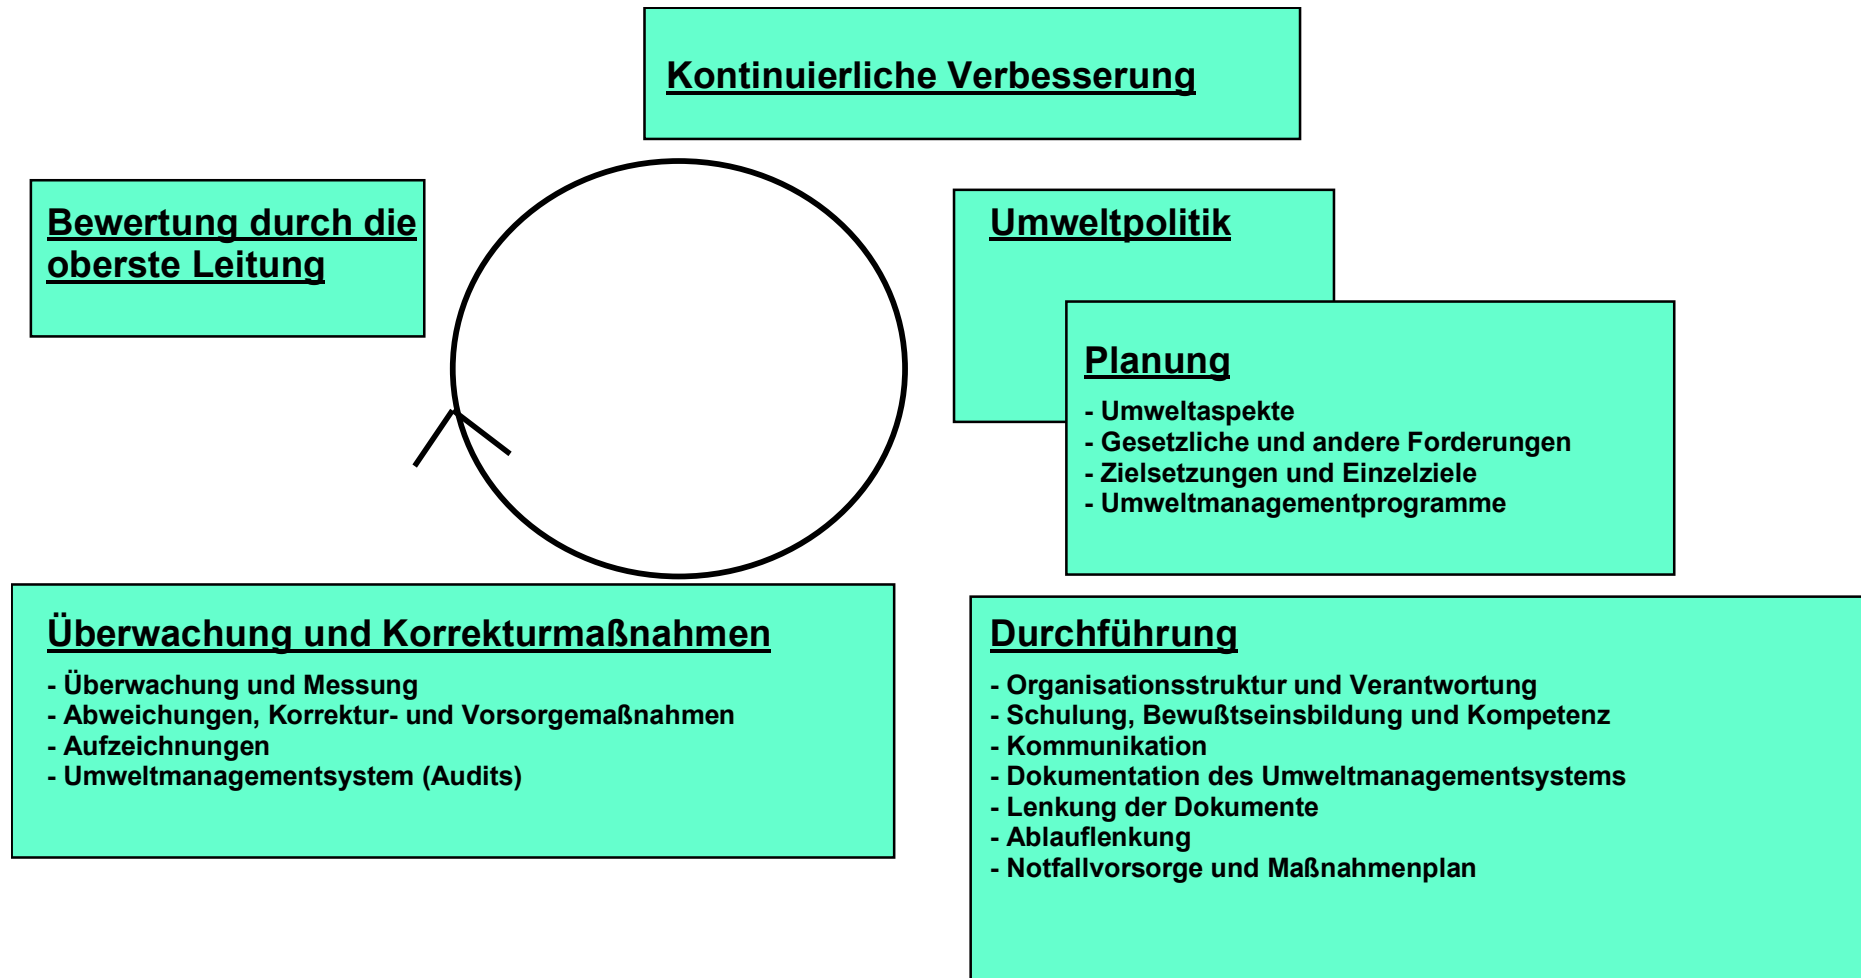 Kontinuierliche Verbesserung
Bewertung durch die
oberste Leitung
Umweltpolitik
Planung
- Umweltaspekte
- Gesetzliche und andere Forderungen
- Zielsetzungen und Einzelziele
- Umweltmanagementprogramme
Überwachung und Korrekturmaßnahmen
- Überwachung und Messung
- Abweichungen, Korrektur- und Vorsorgemaßnahmen
- Aufzeichnungen
- Umweltmanagementsystem (Audits)
Durchführung
- Organisationsstruktur und Verantwortung
- Schulung, Bewußtseinsbildung und Kompetenz
- Kommunikation
- Dokumentation des Umweltmanagementsystems
- Lenkung der Dokumente
- Ablauflenkung
- Notfallvorsorge und Maßnahmenplan